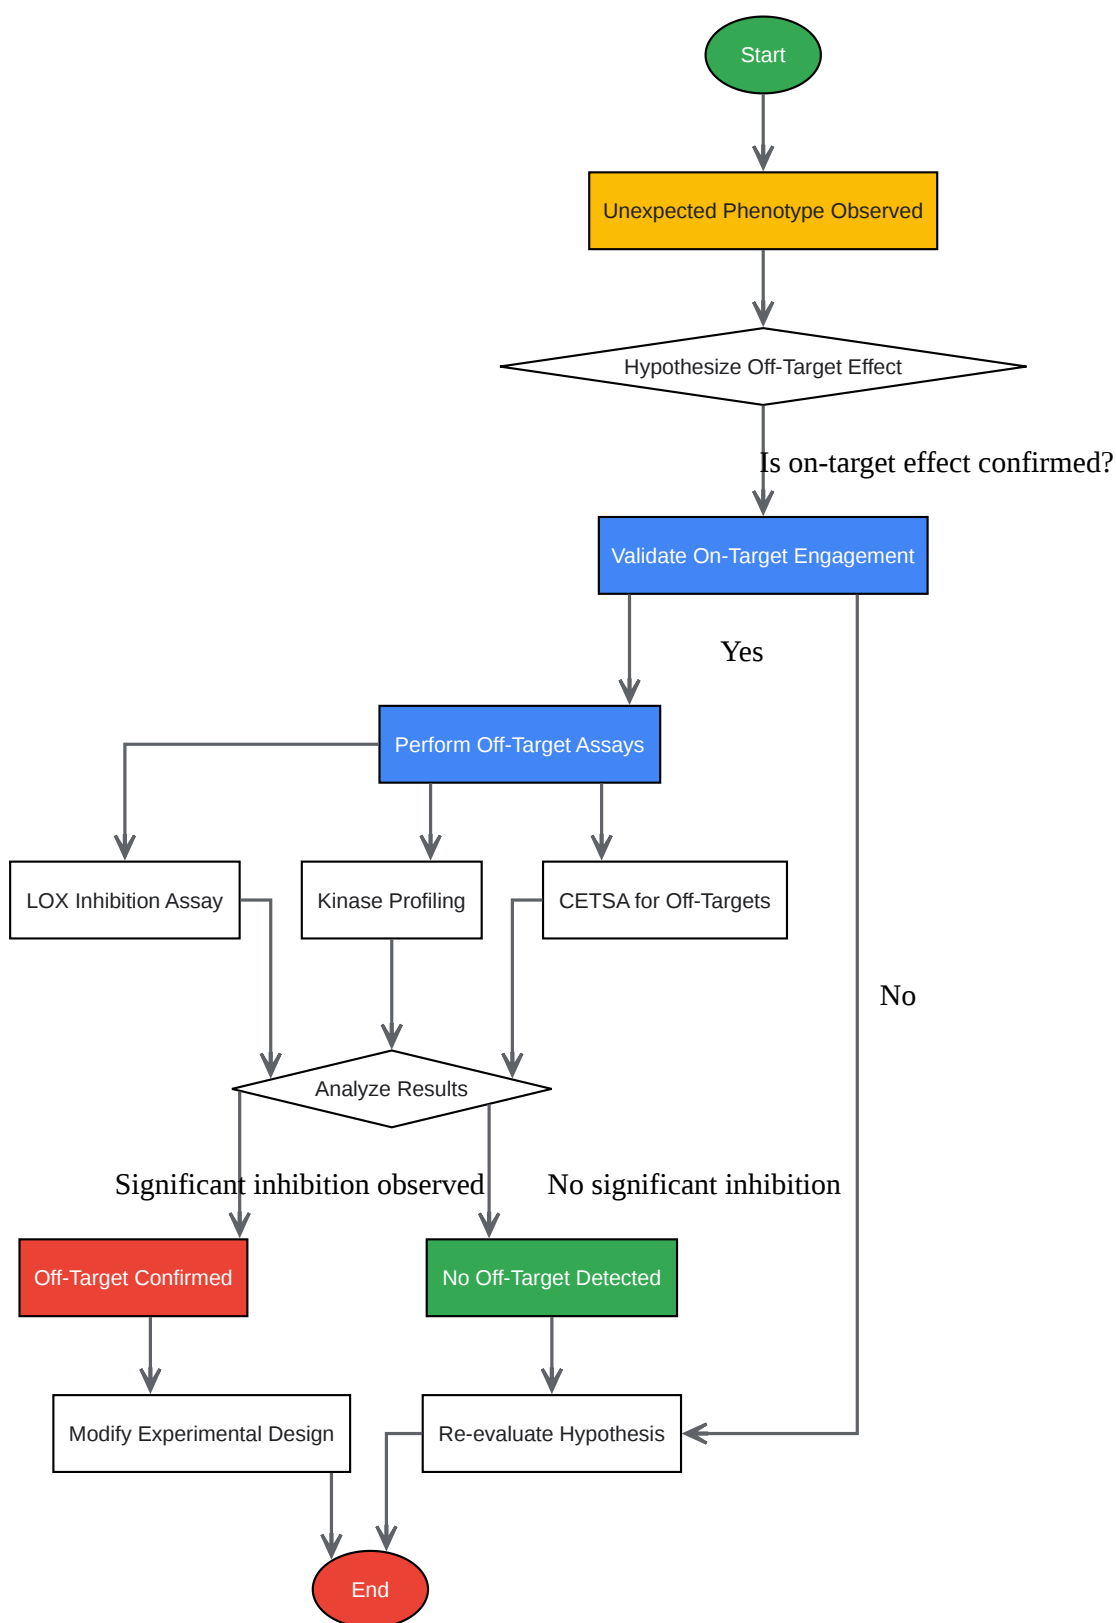 Start
Unexpected Phenotype Observed
Hypothesize Off-Target Effect
Is on-target effect confirmed?
Validate On-Target Engagement
Yes
Perform Off-Target Assays
LOX Inhibition Assay
Kinase Profiling
CETSA for Off-Targets
No
Analyze Results
Significant inhibition observed
No significant inhibition
Off-Target Confirmed
No Off-Target Detected
Modify Experimental Design
Re-evaluate Hypothesis
End